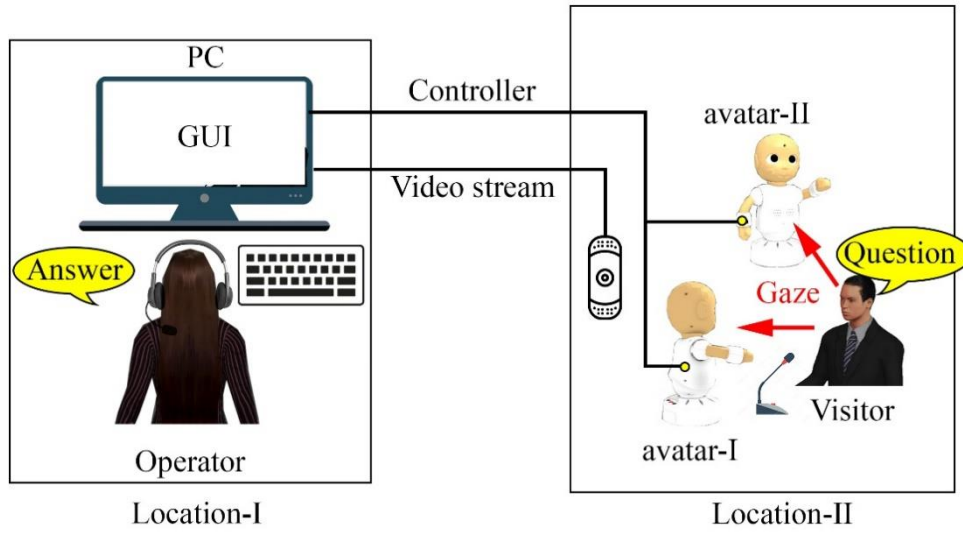 PC
GUI
Answer
Operator
Location-I
Controller
Video stream
avatar-II
Question
Gaze
Visitor
avatar-I
Location-II